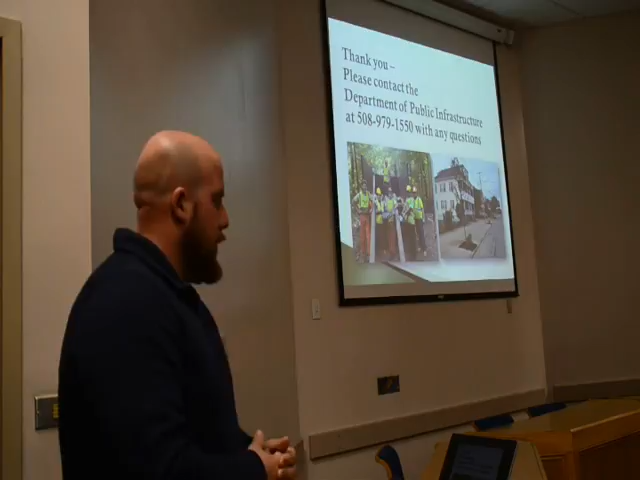 Thank you –
Please contact the
Department of Public Infrastructure
at 508-979-1550 with any questions